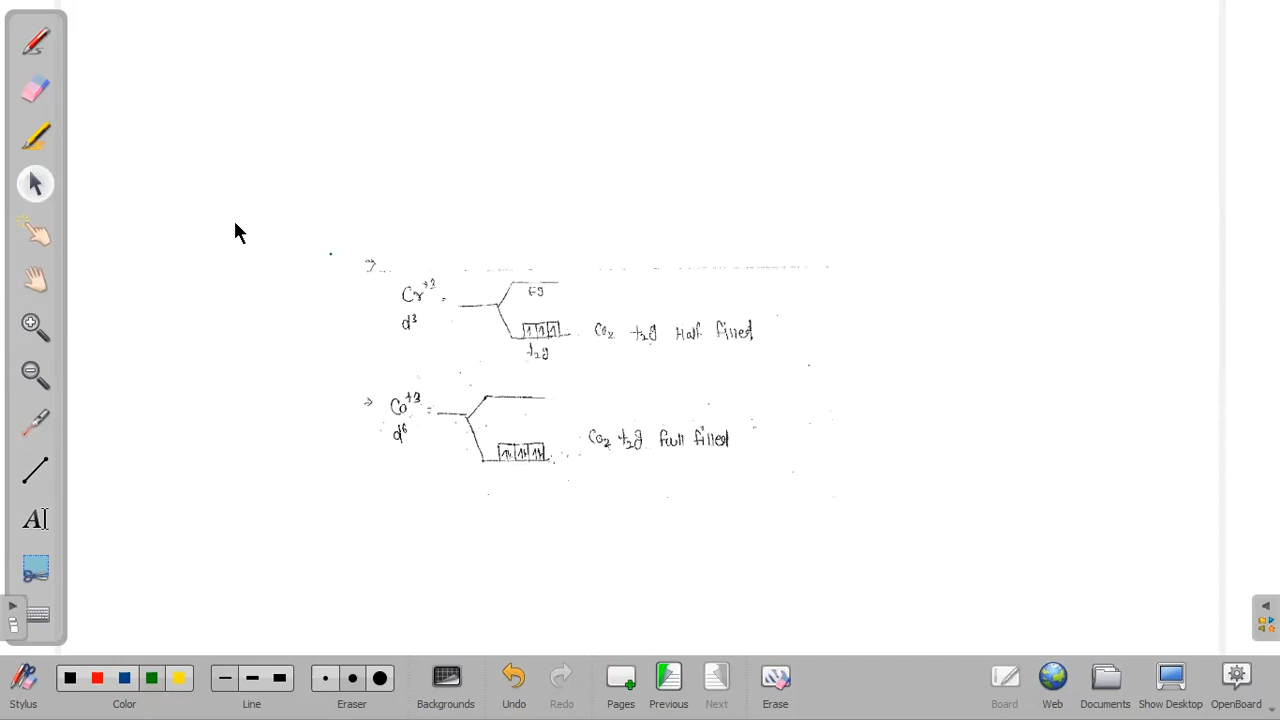 Cr+3 =
Eg
d3
t2g
Co2 t2g Half filled
Co+3 =
d6
Co2 t2g full filled
Stylus
Color
Line
Eraser
Backgrounds
Undo
Redo
Pages
Previous
Next
Erase
Board
Web
Documents
Show Desktop
OpenBoard